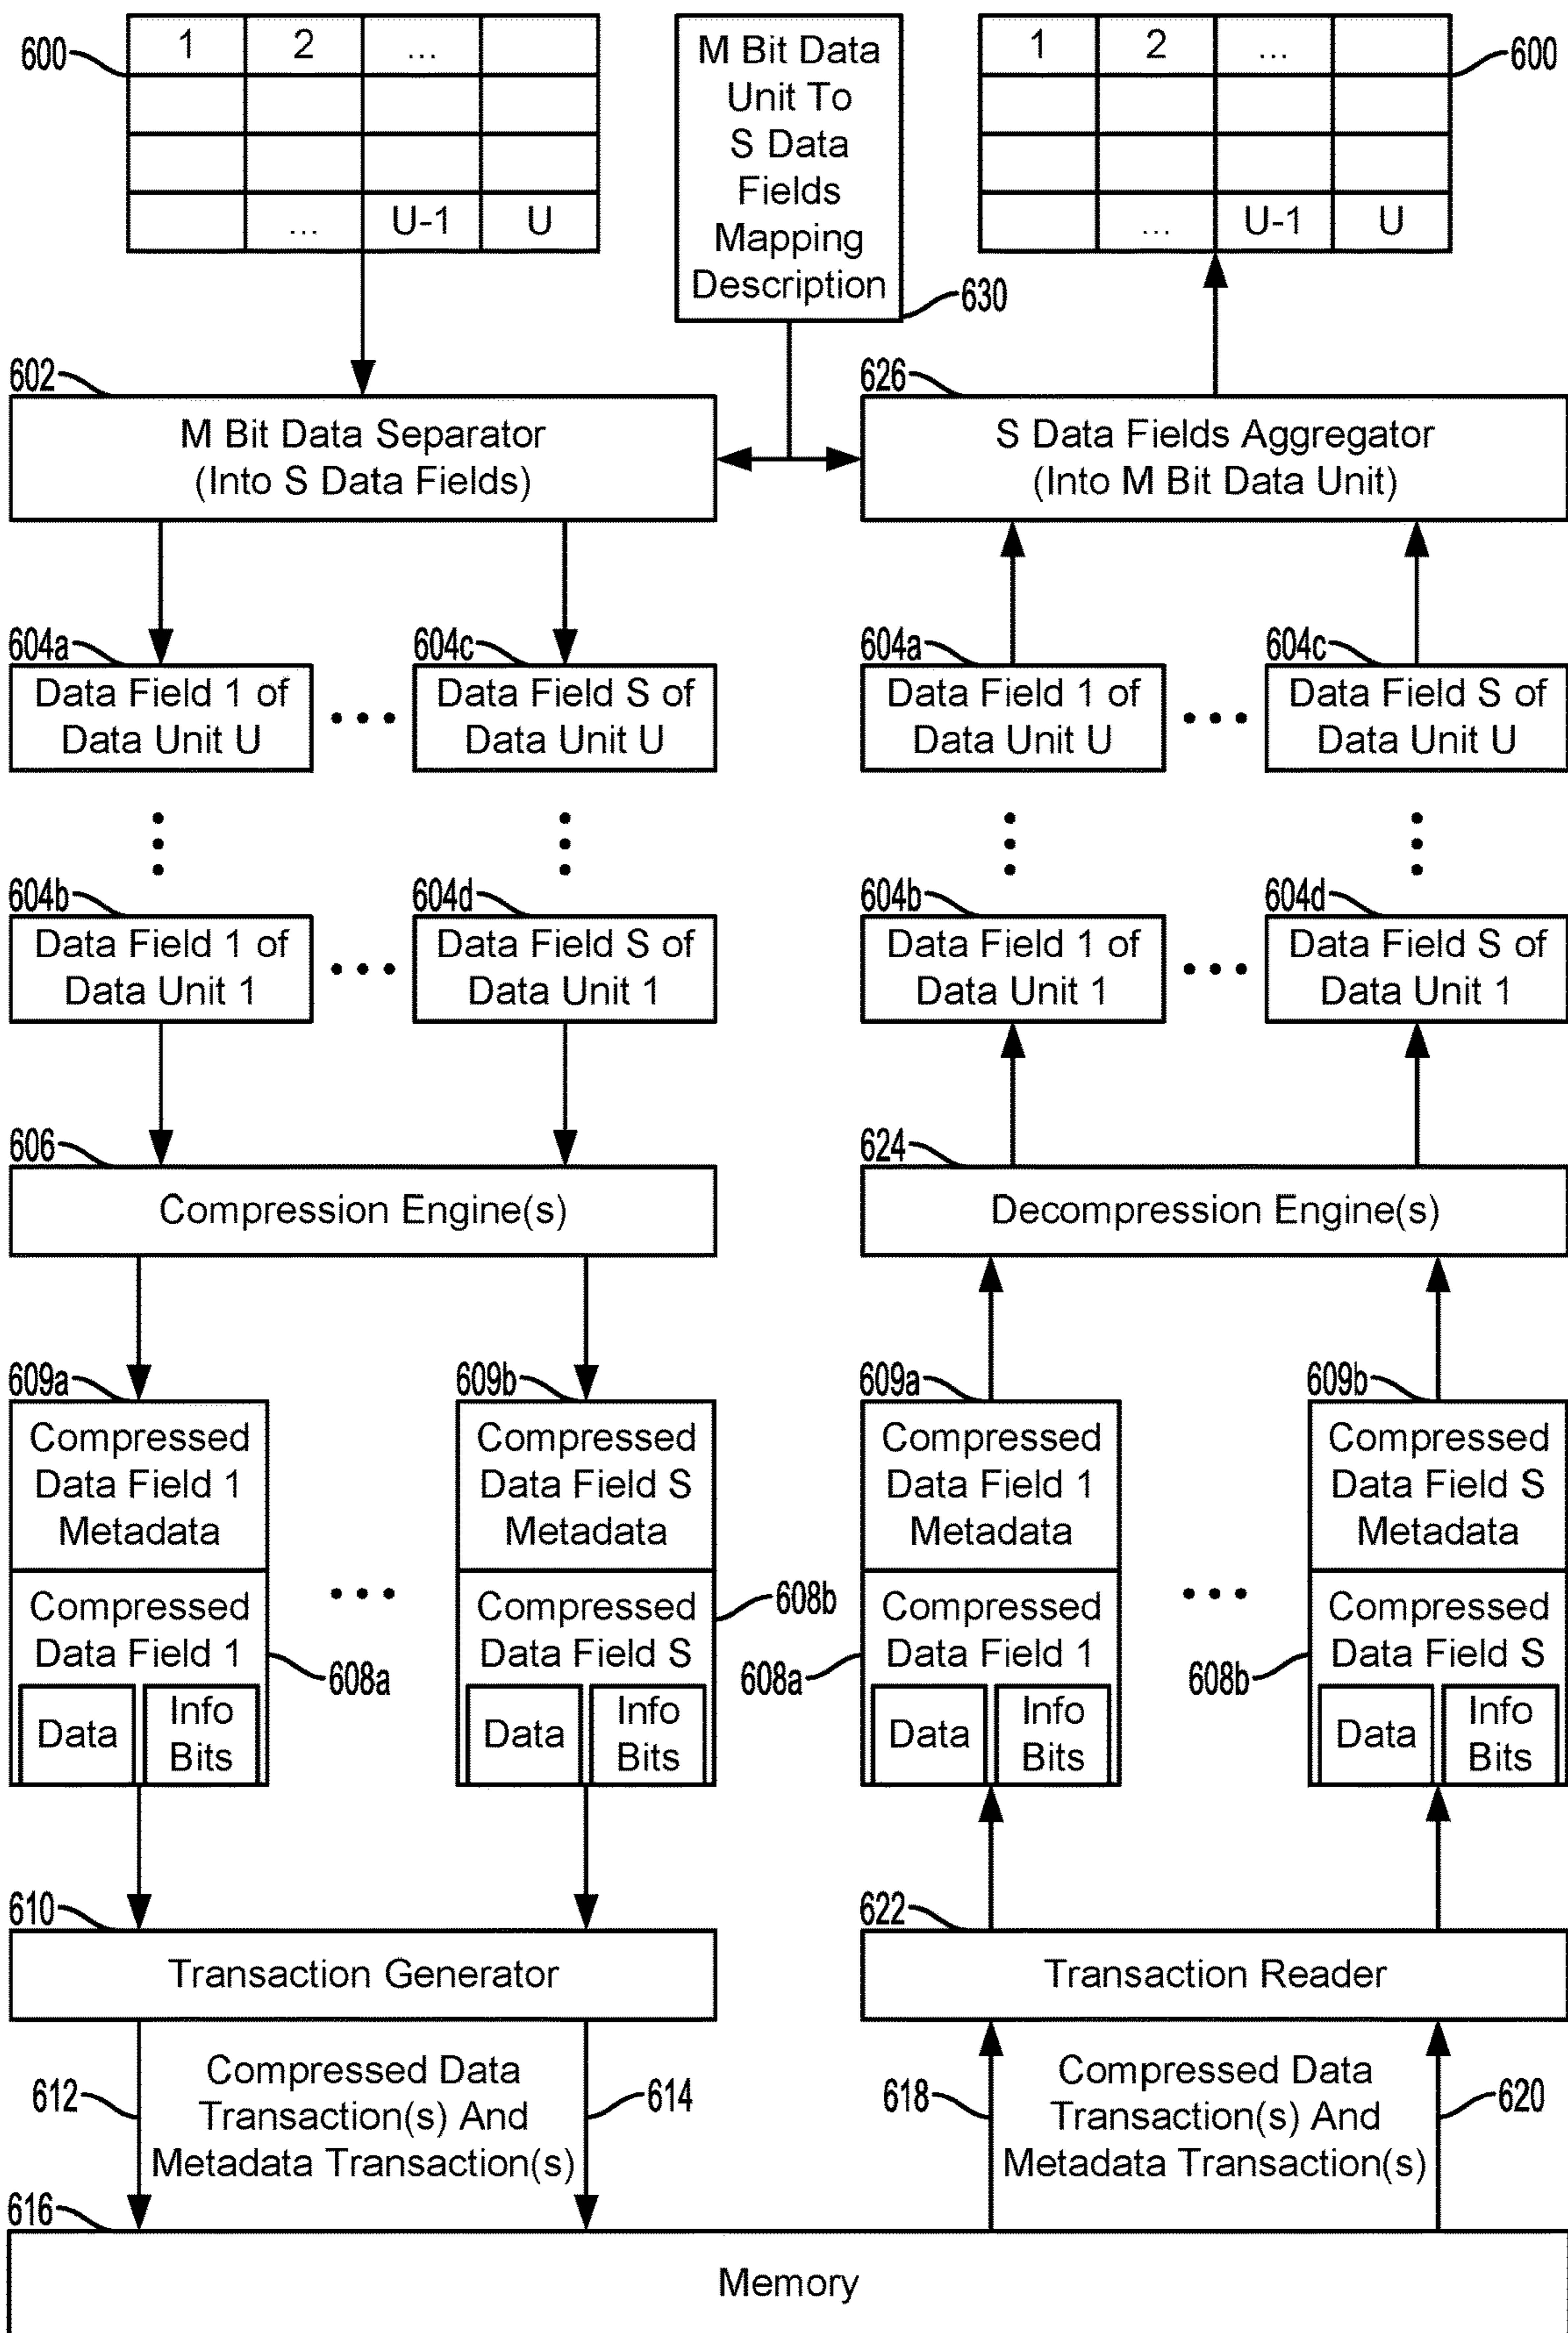 600
1 2 ...
... U-1 U
M Bit Data
Unit To
S Data
Fields
Mapping
Description
630
1 2 ...
... U-1 U
600
602
M Bit Data Separator
(Into S Data Fields)
626
S Data Fields Aggregator
(Into M Bit Data Unit)
604a
Data Field 1 of
Data Unit U
604c
Data Field S of
Data Unit U
604a
Data Field 1 of
Data Unit U
604c
Data Field S of
Data Unit U
604b
Data Field 1 of
Data Unit 1
604d
Data Field S of
Data Unit 1
604b
Data Field 1 of
Data Unit 1
604d
Data Field S of
Data Unit 1
606
Compression Engine(s)
624
Decompression Engine(s)
609a
Compressed
Data Field 1
Metadata
Compressed
Data Field 1
608a
Data
Info
Bits
609b
Compressed
Data Field S
Metadata
Compressed
Data Field S
608b
Data
Info
Bits
609a
Compressed
Data Field 1
Metadata
Compressed
Data Field 1
608a
Data
Info
Bits
609b
Compressed
Data Field S
Metadata
Compressed
Data Field S
608b
Data
Info
Bits
610
Transaction Generator
622
Transaction Reader
612
Compressed Data
Transaction(s) And
Metadata Transaction(s)
614
618
Compressed Data
Transaction(s) And
Metadata Transaction(s)
620
616
Memory